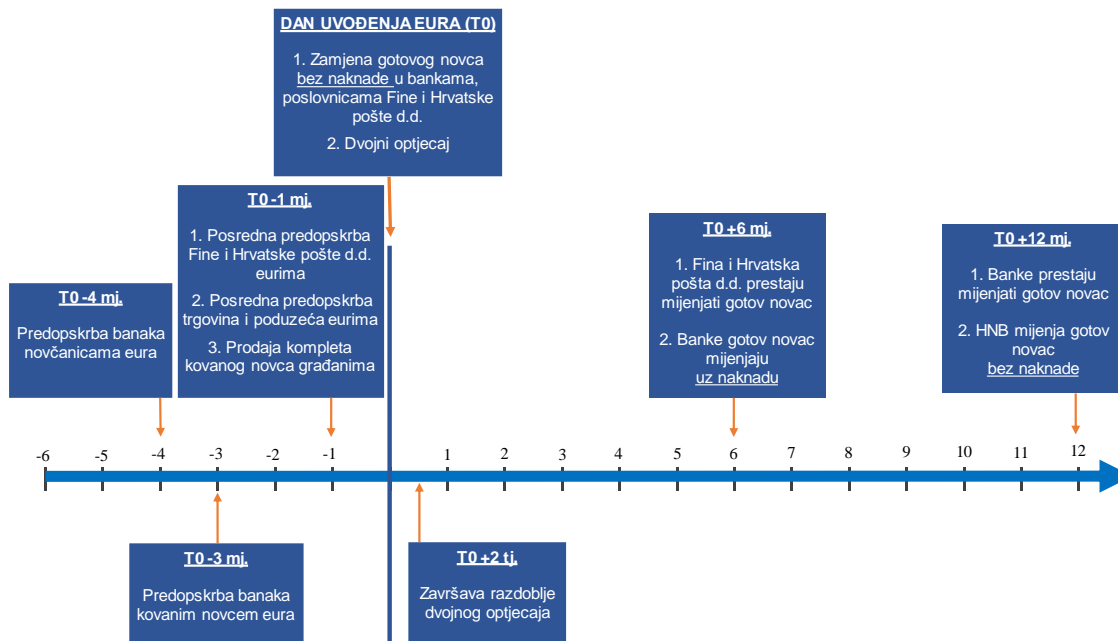 DAN UVOĐENJA EURA (T0)
1. Zamjena gotovog novca
bez naknade u bankama,
poslovnicama Fine i Hrvatske
pošte d.d.
2. Dvojni optjecaj
T0 -1 mj.
1. Posredna predopskrba
Fine i Hrvatske pošte d.d.
eurima
2. Posredna predopskrba
trgovina i poduzeća eurima
3. Prodaja kompleta
kovanog novca građanima
T0 -4 mj.
Predopskrba banaka
novčanicama eura
T0 +6 mj.
1. Fina i Hrvatska
pošta d.d. prestaju
mijenjati gotov novac
2. Banke gotov novac
mijenjaju
uz naknadu
T0 +12 mj.
1. Banke prestaju
mijenjati gotov novac
2. HNB mijenja gotov
novac
bez naknade
-6 -5 -4 -3 -2 -1 1 2 3 4 5 6 7 8 9 10 11 12
T0 -3 mj.
Predopskrba banaka
kovanim novcem eura
T0 +2 tj.
Završava razdoblje
dvojnog optjecaja